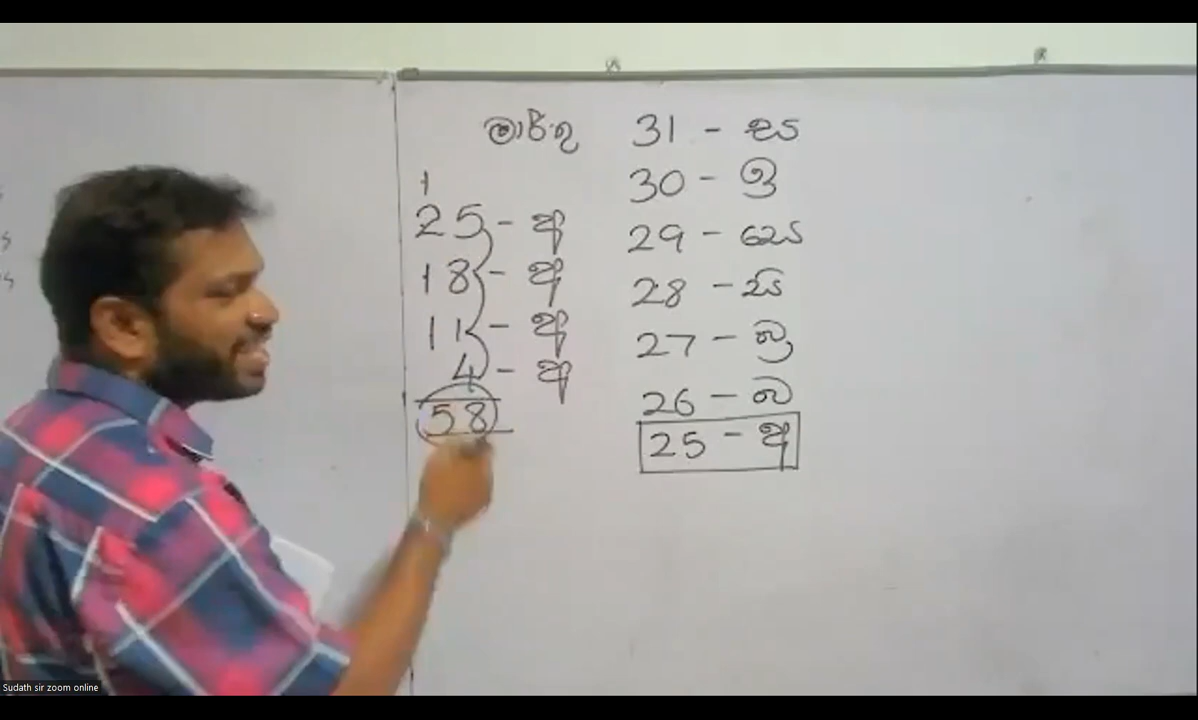 මාර්තු 31 - සෙ
30 - ඉ
29 - සෙ
28 - සි
27 - බ්‍ර
26 - බ
25 - අ
1
25 - අ
18 - අ
11 - අ
4 - අ
58
Sudath sir zoom online